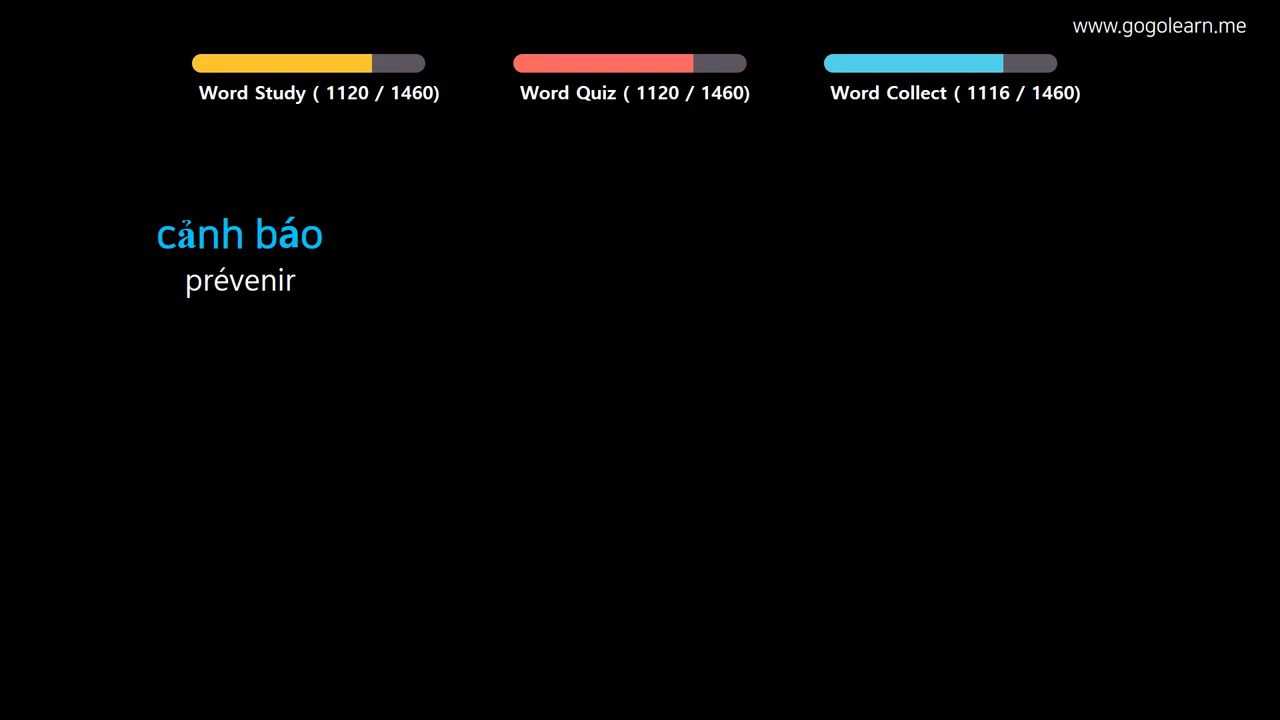 www.gogolearn.me
Word Study ( 1120 / 1460)
Word Quiz ( 1120 / 1460)
Word Collect ( 1116 / 1460)
cảnh báo
prévenir